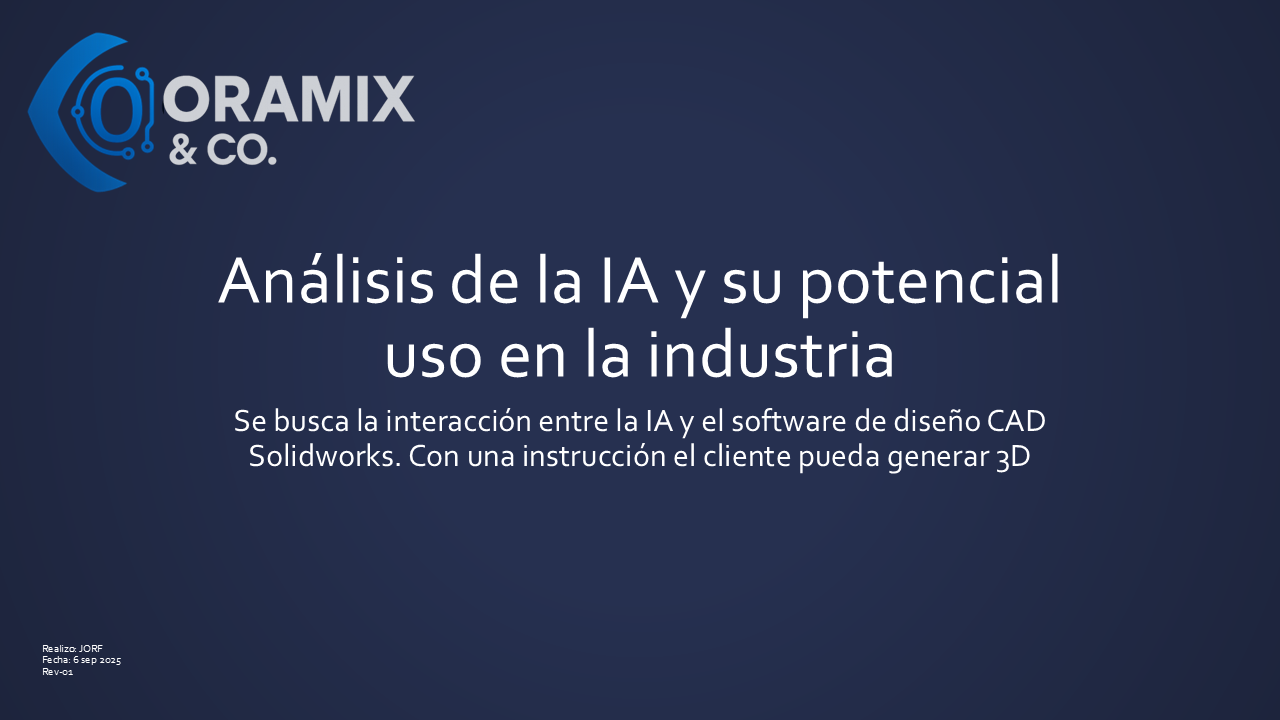 ORAMIX
& CO.
Análisis de la IA y su potencial
uso en la industria
Se busca la interacción entre la IA y el software de diseño CAD
Solidworks. Con una instrucción el cliente pueda generar 3D
Realizo: JORF
Fecha: 6 sep 2025
Rev-01